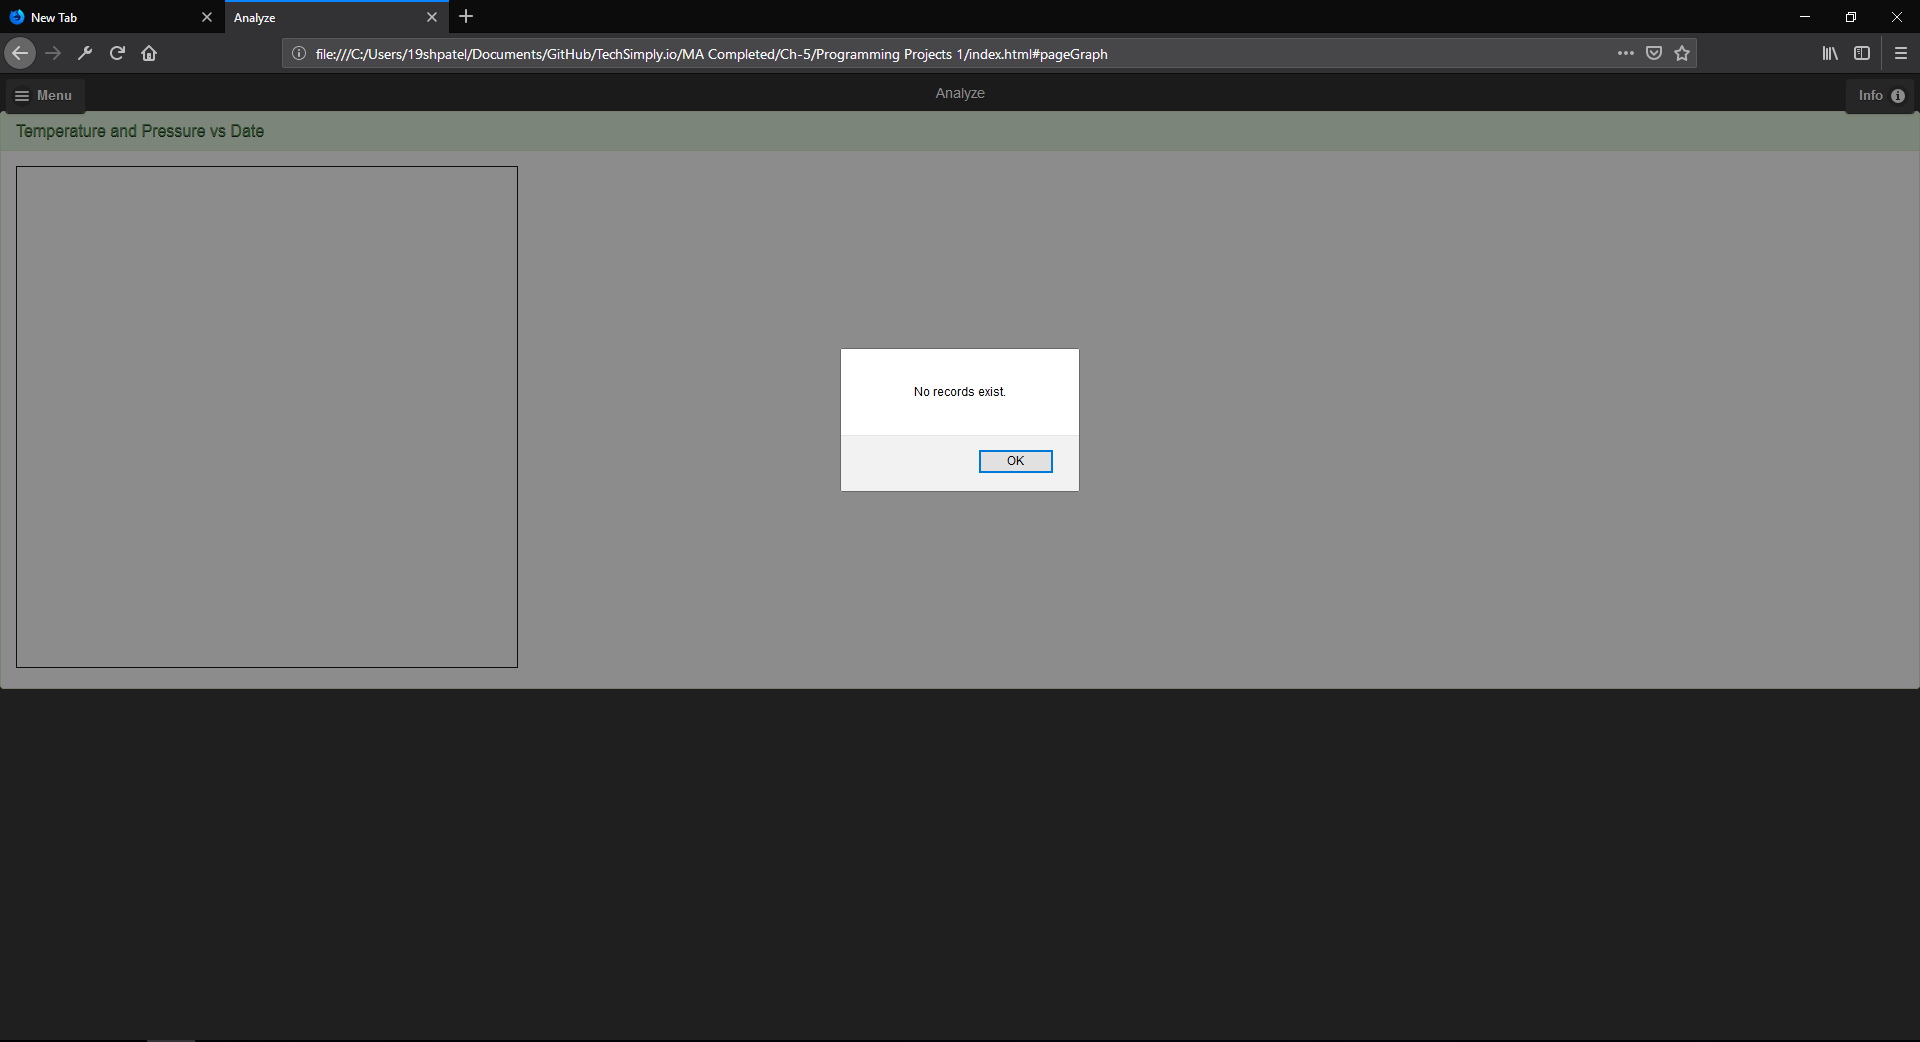 New Tab
Analyze
file:///C:/Users/19shpatel/Documents/GitHub/TechSimply.io/MA Completed/Ch-5/Programming Projects 1/index.html#pageGraph
Menu
Analyze
Info
Temperature and Pressure vs Date
No records exist.
OK